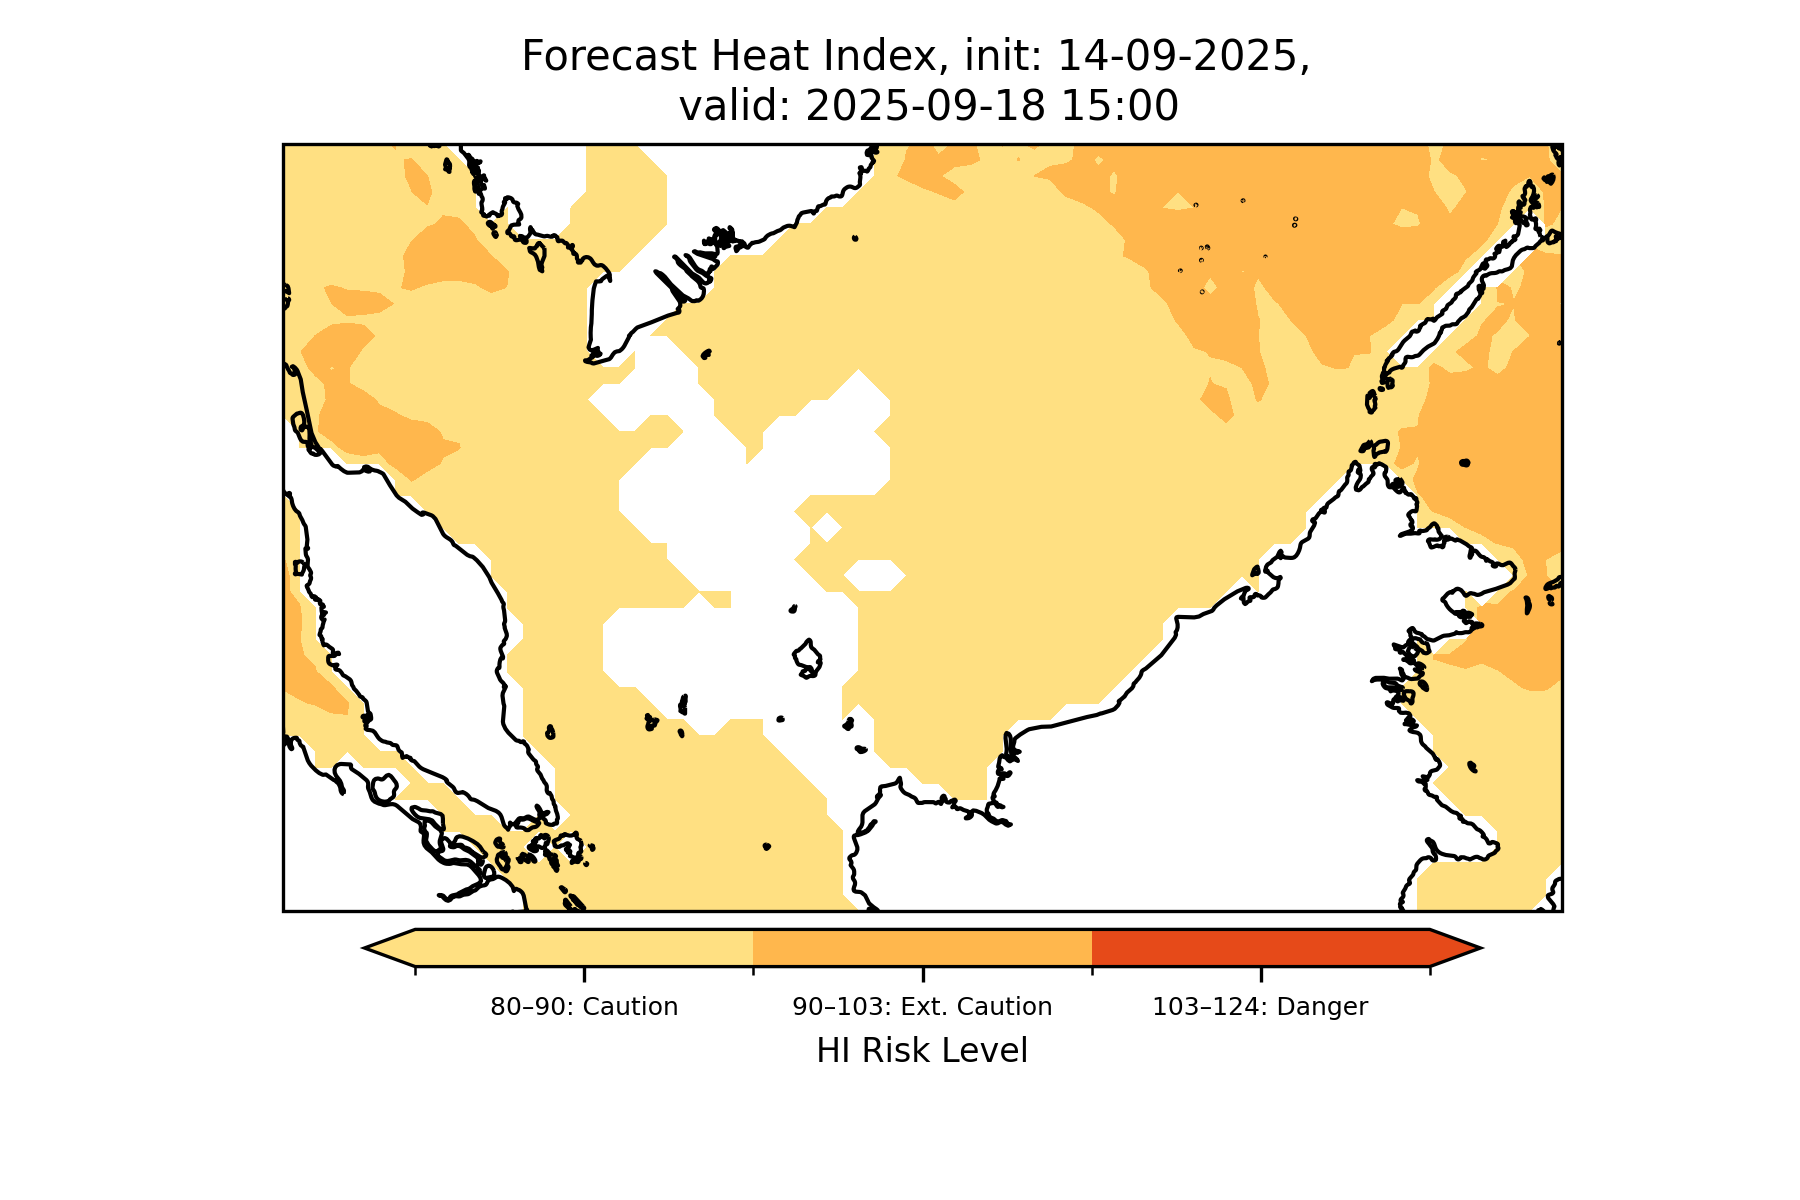 Forecast Heat Index, init: 14-09-2025,
valid: 2025-09-18 15:00
80–90: Caution
90–103: Ext. Caution
103–124: Danger
HI Risk Level